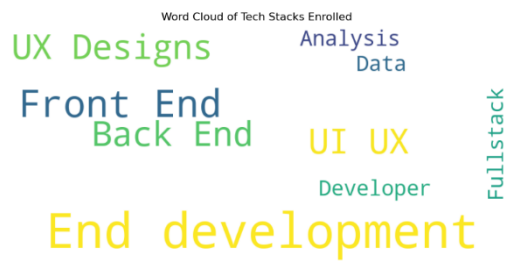 Word Cloud of Tech Stacks Enrolled
UX Designs
Analysis
Data
Front End
Back End
UI UX
Fullstack
Developer
End development